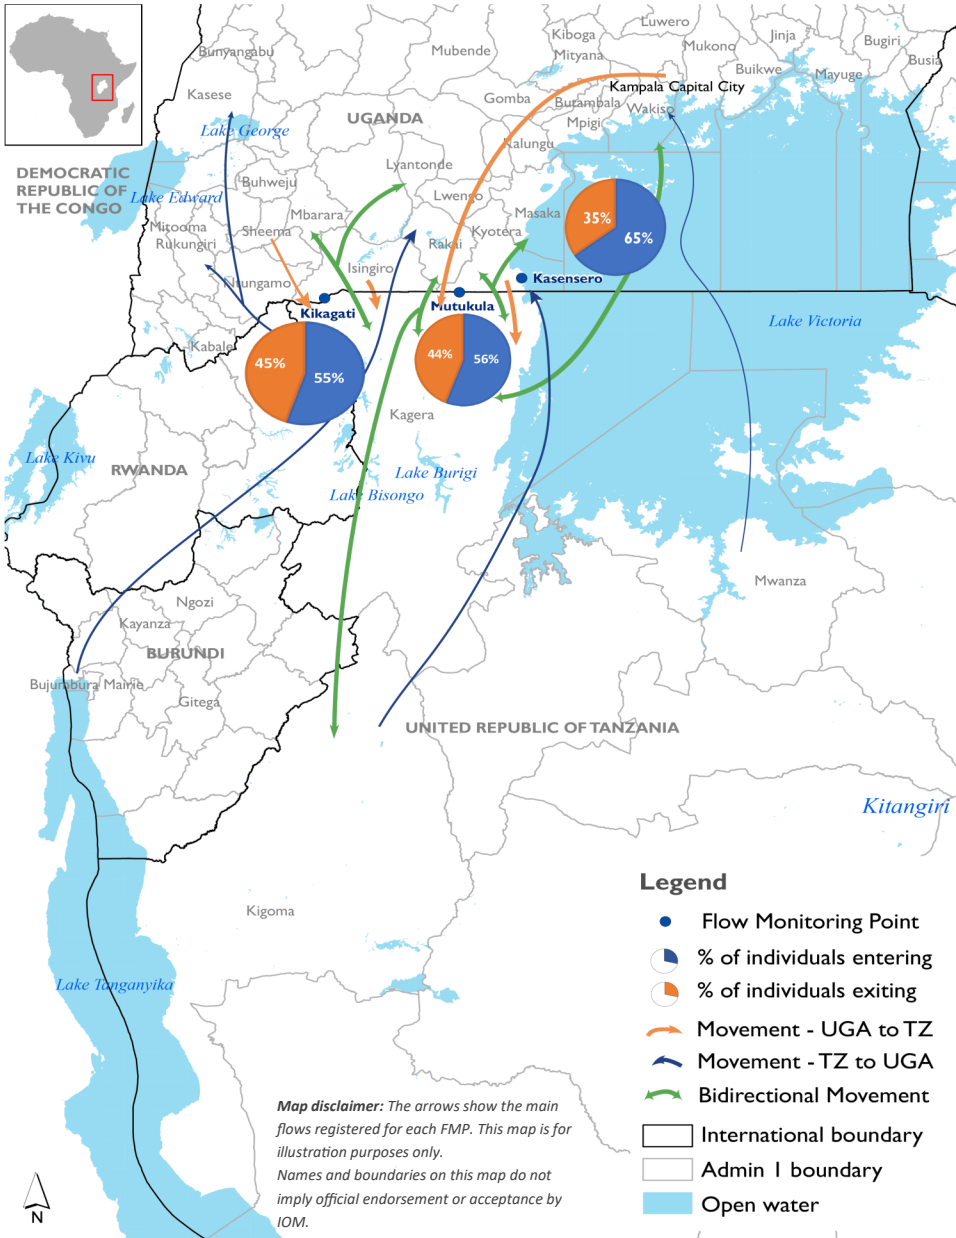 Luwero
Kiboga
Jinja
Bunyangabu
Mubende
Mityana
Mukono
Bugiri
Busia
Buikwe
Mayuge
Kasese
Gomba
Kampala Capital City
Butambala
Wakiso
UGANDA
Mpigi
Lake George
Kalungu
DEMOCRATIC
REPUBLIC OF
THE CONGO
Lyantonde
Buhweju
Lake Edward
Lwengo
Mbarara
Masaka
35%
65%
Mitooma
Sheema
Kyotera
Rukungiri
Rakai
Isingiro
Ntungamo
Kasensero
Kikagati
Mutukula
Lake Victoria
Kabale
45%
55%
44%
56%
Kagera
Lake Kivu
RWANDA
Lake Burigi
Lake Bisongo
Mwanza
Ngozi
Kayanza
BURUNDI
Bujumbura Mairie
Gitega
UNITED REPUBLIC OF TANZANIA
Kitangiri
Kigoma
Lake Tanganyika
Legend
Flow Monitoring Point
% of individuals entering
% of individuals exiting
Movement - UGA to TZ
Movement - TZ to UGA
Bidirectional Movement
International boundary
Admin 1 boundary
Open water
Map disclaimer: The arrows show the main
flows registered for each FMP. This map is for
illustration purposes only.
Names and boundaries on this map do not
imply official endorsement or acceptance by
IOM.
N